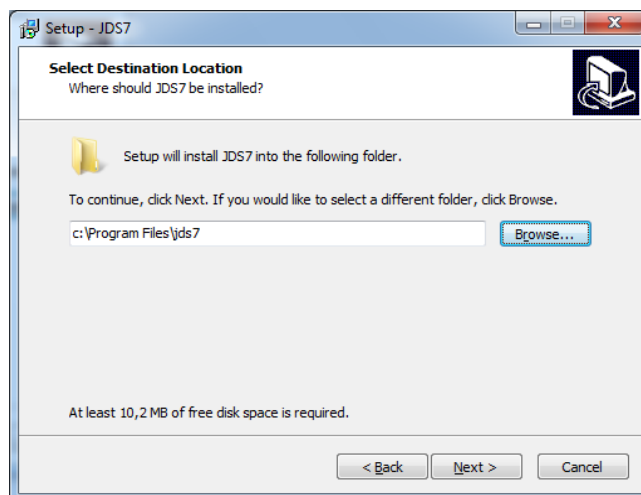 Setup - JDS7
Select Destination Location
Where should JDS7 be installed?
Setup will install JDS7 into the following folder.
To continue, click Next. If you would like to select a different folder, click Browse.
c:\Program Files\jds7
Browse...
At least 10,2 MB of free disk space is required.
< Back
Next >
Cancel